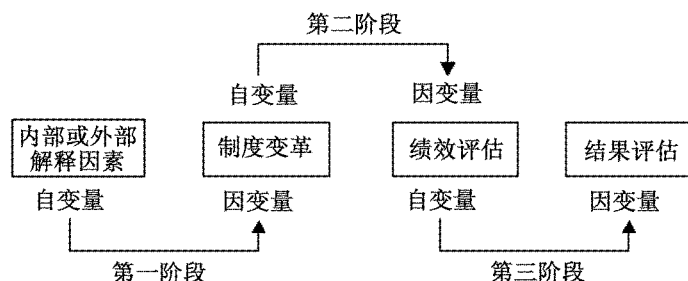 第二阶段
自变量 因变量
内部或外部
解释因素
制度变革
绩效评估
结果评估
自变量 因变量 自变量 因变量
第一阶段 第三阶段